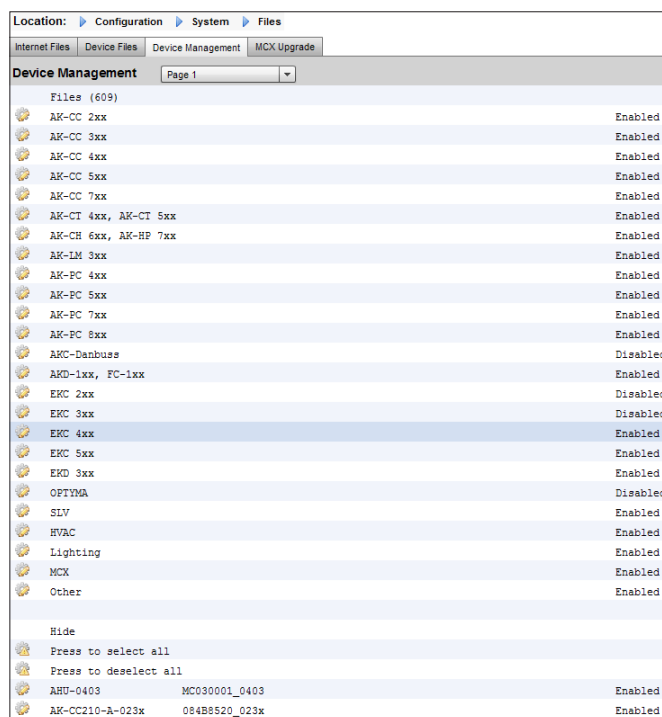 Location: Configuration System Files
Internet Files Device Files Device Management MCX Upgrade
Device Management Page 1
Files (609)
AK-CC 2xx Enabled
AK-CC 3xx Enabled
AK-CC 4xx Enabled
AK-CC 5xx Enabled
AK-CC 7xx Enabled
AK-CT 4xx, AK-CT 5xx Enabled
AK-CH 6xx, AK-HP 7xx Enabled
AK-LM 3xx Enabled
AK-PC 4xx Enabled
AK-PC 5xx Enabled
AK-PC 7xx Enabled
AK-PC 8xx Enabled
AKC-Danbuss Disabled
AKD-1xx, FC-1xx Enabled
EKC 2xx Disabled
EKC 3xx Disabled
EKC 4xx Enabled
EKC 5xx Enabled
EKD 3xx Enabled
OPTYMA Disabled
SLV Enabled
HVAC Enabled
Lighting Enabled
MCX Enabled
Other Enabled
Hide
Press to select all
Press to deselect all
AHU-0403 MC030001_0403 Enabled
AK-CC210-A-023x 084B8520_023x Enabled